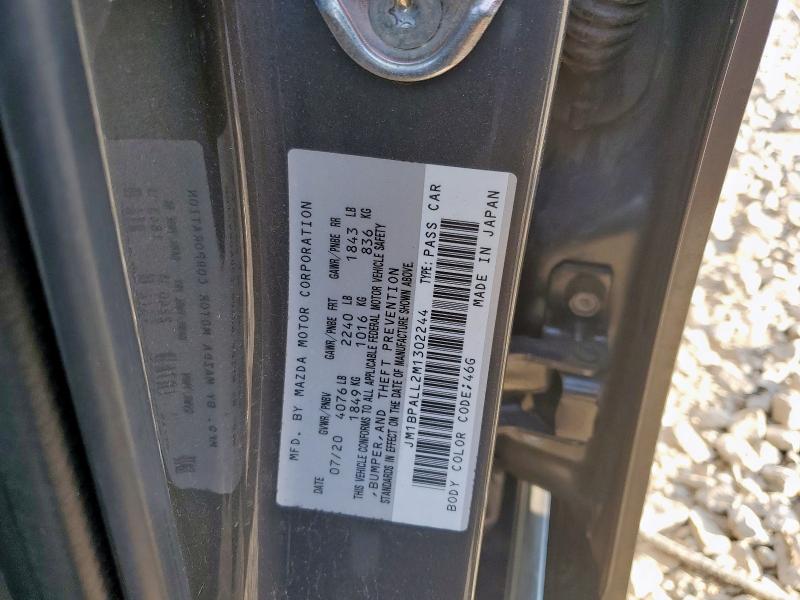 MFD. BY MAZDA MOTOR CORPORATION
DATE GVWR/PNBV GAWR/PNBE FRT GAWR/PNBE RR
07/20 4076 LB 2240 LB 1843 LB
1849 KG 1016 KG 836 KG
THIS VEHICLE CONFORMS TO ALL APPLICABLE FEDERAL MOTOR VEHICLE SAFETY
,BUMPER, AND THEFT PREVENTION
STANDARDS IN EFFECT ON THE DATE OF MANUFACTURE SHOWN ABOVE.
JM1BPALL2M1302244 TYPE: PASS CAR
BODY COLOR CODE:46G MADE IN JAPAN